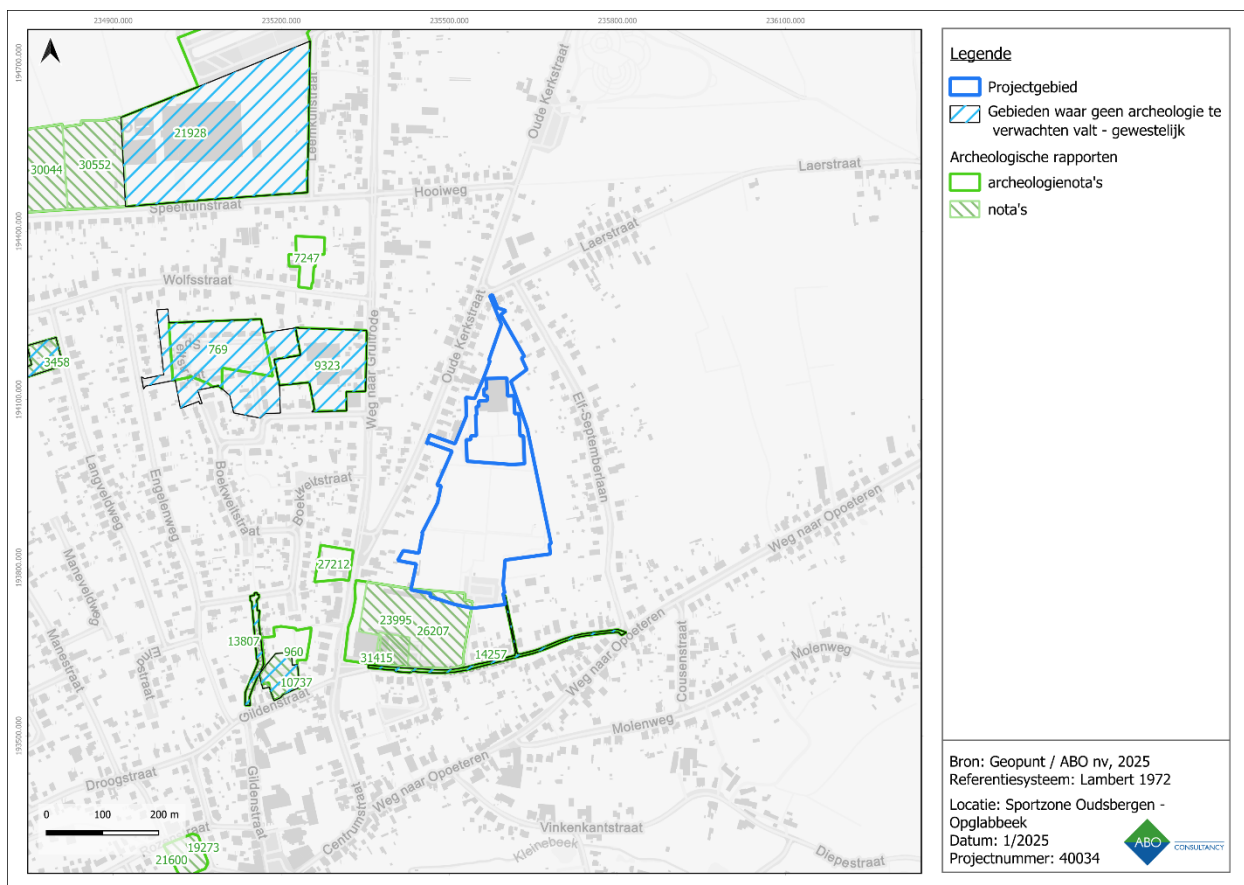 234900.000
235200.000
235500.000
235800.000
236100.000
194700.000
194400.000
194100.000
193800.000
193500.000
Leemkuilstraat
Oude Kerkstraat
21928
30552
30044
Laerstraat
Hooiweg
Speeltuinstraat
Laerstraat
7247
Wolfsstraat
Oude Kerkstraat
Weg naar Gruitrode
769
9323
3458
Elf-Septemberlaan
Langveldweg
Engelenweg
Boekweitstraat
Boekweitstraat
Weg naar Opoeteren
Maneveldweg
27212
23995
26207
13807
960
31415
14257
10737
Manestraat
Gildenstraat
Weg naar Opoeteren
Cousenstraat
Molenweg
Molenweg
Droogstraat
Gildenstraat
Weg naar Opoeteren
Centrumstraat
0 100 200 m
Vinkenkantstraat
Kleinebeek
Diepestraat
19273
21600
Legende
Projectgebied
Gebieden waar geen archeologie te
verwachten valt - gewestelijk
Archeologische rapporten
archeologienota's
nota's
Bron: Geopunt / ABO nv, 2025
Referentiesysteem: Lambert 1972
Locatie: Sportzone Oudsbergen -
Opglabbeek
Datum: 1/2025
Projectnummer: 40034
ABO CONSULTANCY